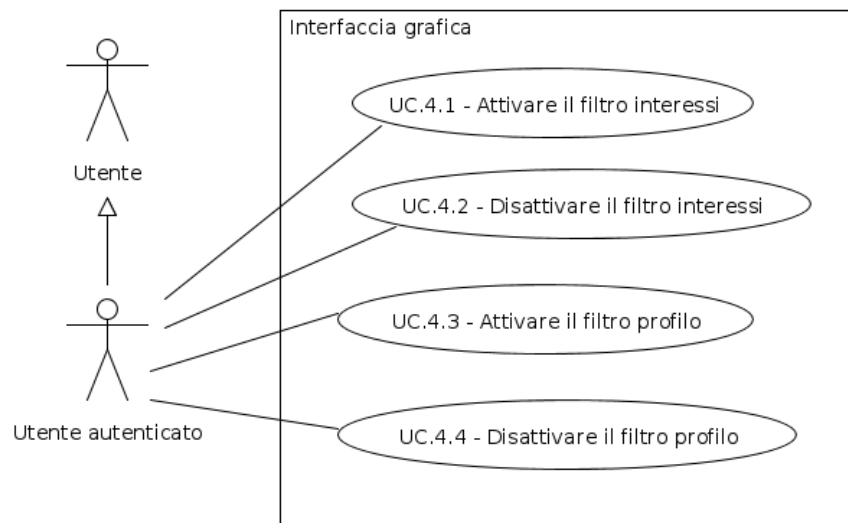 Interfaccia grafica
UC.4.1 - Attivare il filtro interessi
Utente
UC.4.2 - Disattivare il filtro interessi
UC.4.3 - Attivare il filtro profilo
Utente autenticato
UC.4.4 - Disattivare il filtro profilo